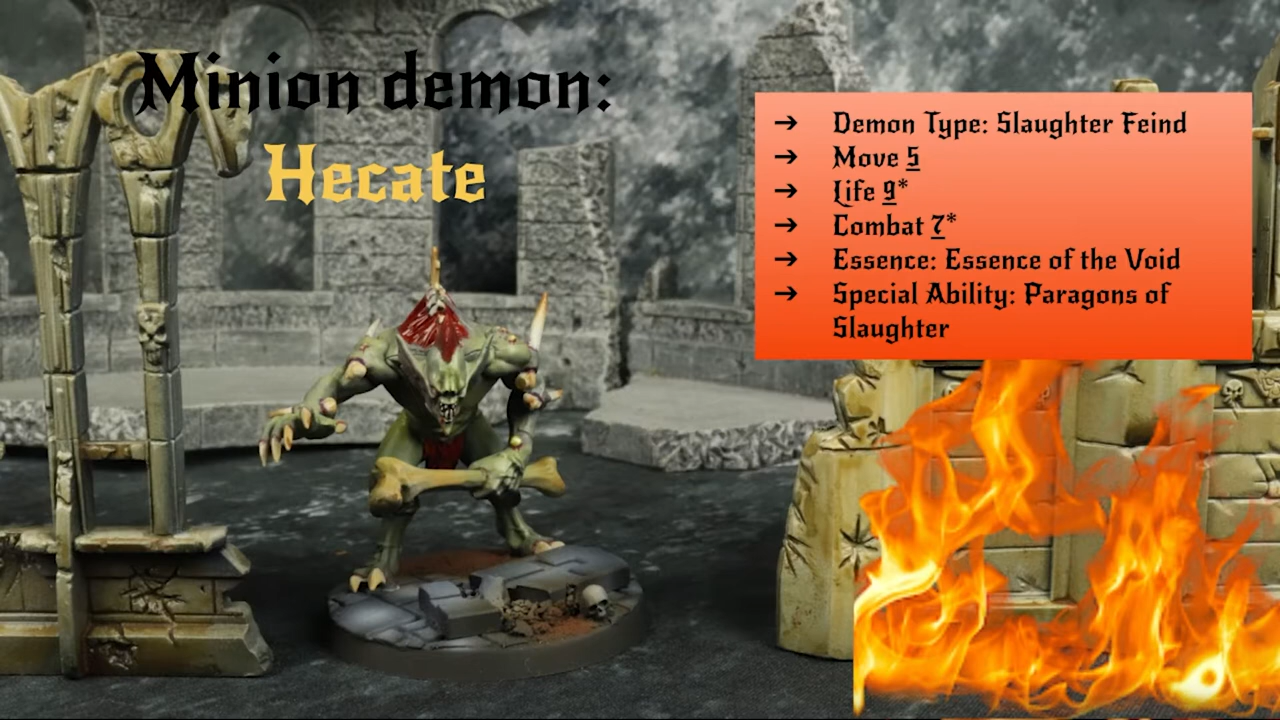 Minion demon:
Hecate
➔ Demon Type: Slaughter Feind
➔ Move 5
➔ Life 9*
➔ Combat 7*
➔ Essence: Essence of the Void
➔ Special Ability: Paragons of
Slaughter